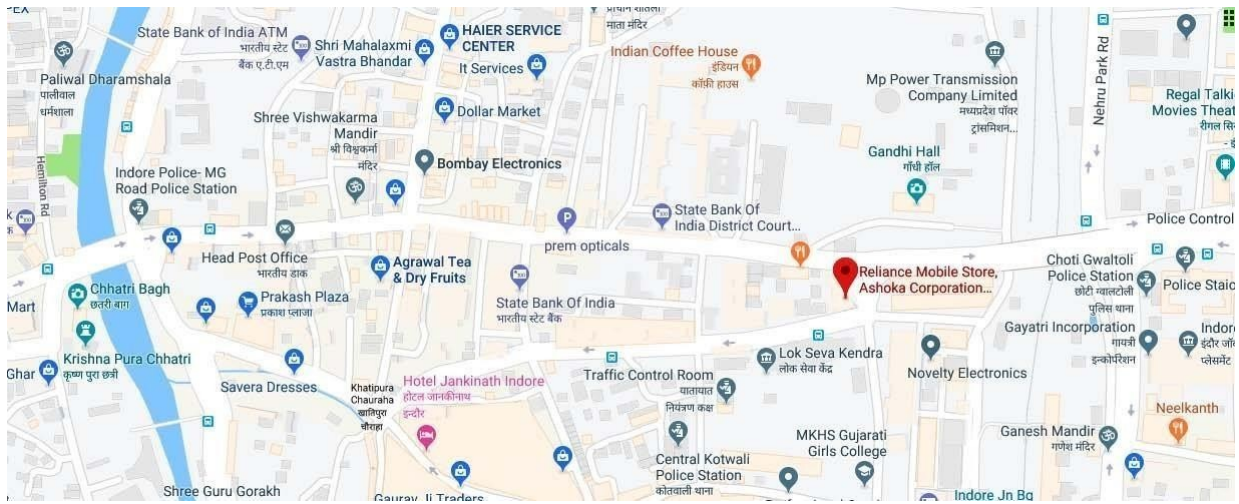 State Bank of India ATM
भारतीय स्टेट
बैंक ए.टी.एम
Shri Mahalaxmi
Vastra Bhandar
HAIER SERVICE
CENTER
It Services
Dollar Market
माता मंदिर
Indian Coffee House
इंडियन
कॉफ़ी हाउस
Mp Power Transmission
Company Limited
मध्यप्रदेश पॉवर
ट्रांसमिशन...
Nehru Park Rd
Regal Talki
Movies Theat
रीगल सि
Paliwal Dharamshala
पालीवाल
धर्मशाला
Hemilton Rd
Shree Vishwakarma
Mandir
श्री विश्वकर्मा
मंदिर
Bombay Electronics
Gandhi Hall
गाँधी हॉल
Indore Police- MG
Road Police Station
State Bank Of
India District Court...
prem opticals
Police Control
Head Post Office
भारतीय डाक
Agrawal Tea
& Dry Fruits
Reliance Mobile Store,
Ashoka Corporation...
Choti Gwaltoli
Police Station
छोटी ग्वालटोली
पुलिस थाना
Police Statio
Chhatri Bagh
छतरी बाग
Mart
Prakash Plaza
प्रकाश प्लाजा
State Bank Of India
भारतीय स्टेट बैंक
Gayatri Incorporation
गायत्री
इन्कोर्पोरेशन
Indore
इंदौर जॉब
प्लेसमेंट
Krishna Pura Chhatri
कृष्ण पुरा छत्री
Ghar
Savera Dresses
Khatipura
Chauraha
खातिपुरा
चौराहा
Hotel Jankinath Indore
होटल जानकीनाथ
इन्दौर
Traffic Control Room
यातायात
नियंत्रण कक्ष
Lok Seva Kendra
लोक सेवा केंद्र
Novelty Electronics
Neelkanth
Ganesh Mandir
गणेश मंदिर
MKHS Gujarati
Girls College
Central Kotwali
Police Station
कोतवाली थाना
Shree Guru Gorakh
Gaurav Ji Traders
Indore Jn Bg